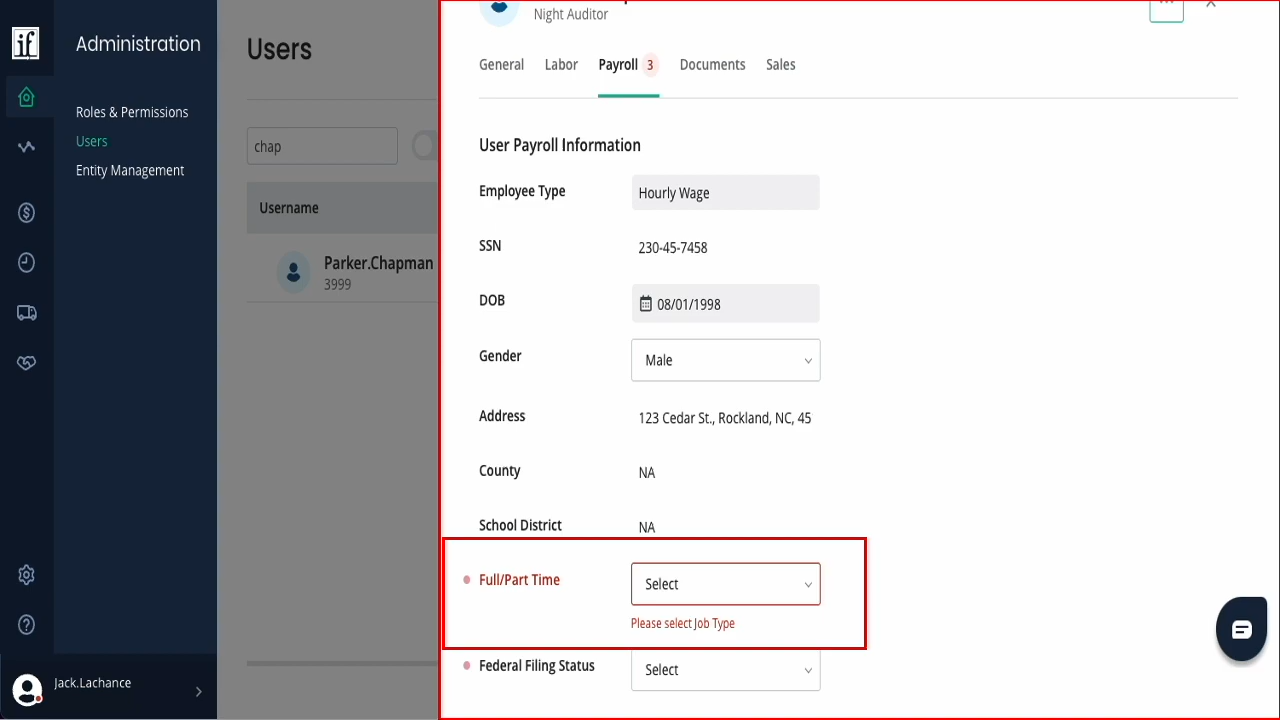 if
Administration
Roles & Permissions
Users
Entity Management
Jack.Lachance
Users
chap
Username
Parker.Chapman
3999
Night Auditor
General Labor Payroll 3 Documents Sales
User Payroll Information
Employee Type Hourly Wage
SSN 230-45-7458
DOB 08/01/1998
Gender Male
Address 123 Cedar St., Rockland, NC, 45
County NA
School District NA
Full/Part Time Select
Please select Job Type
Federal Filing Status Select